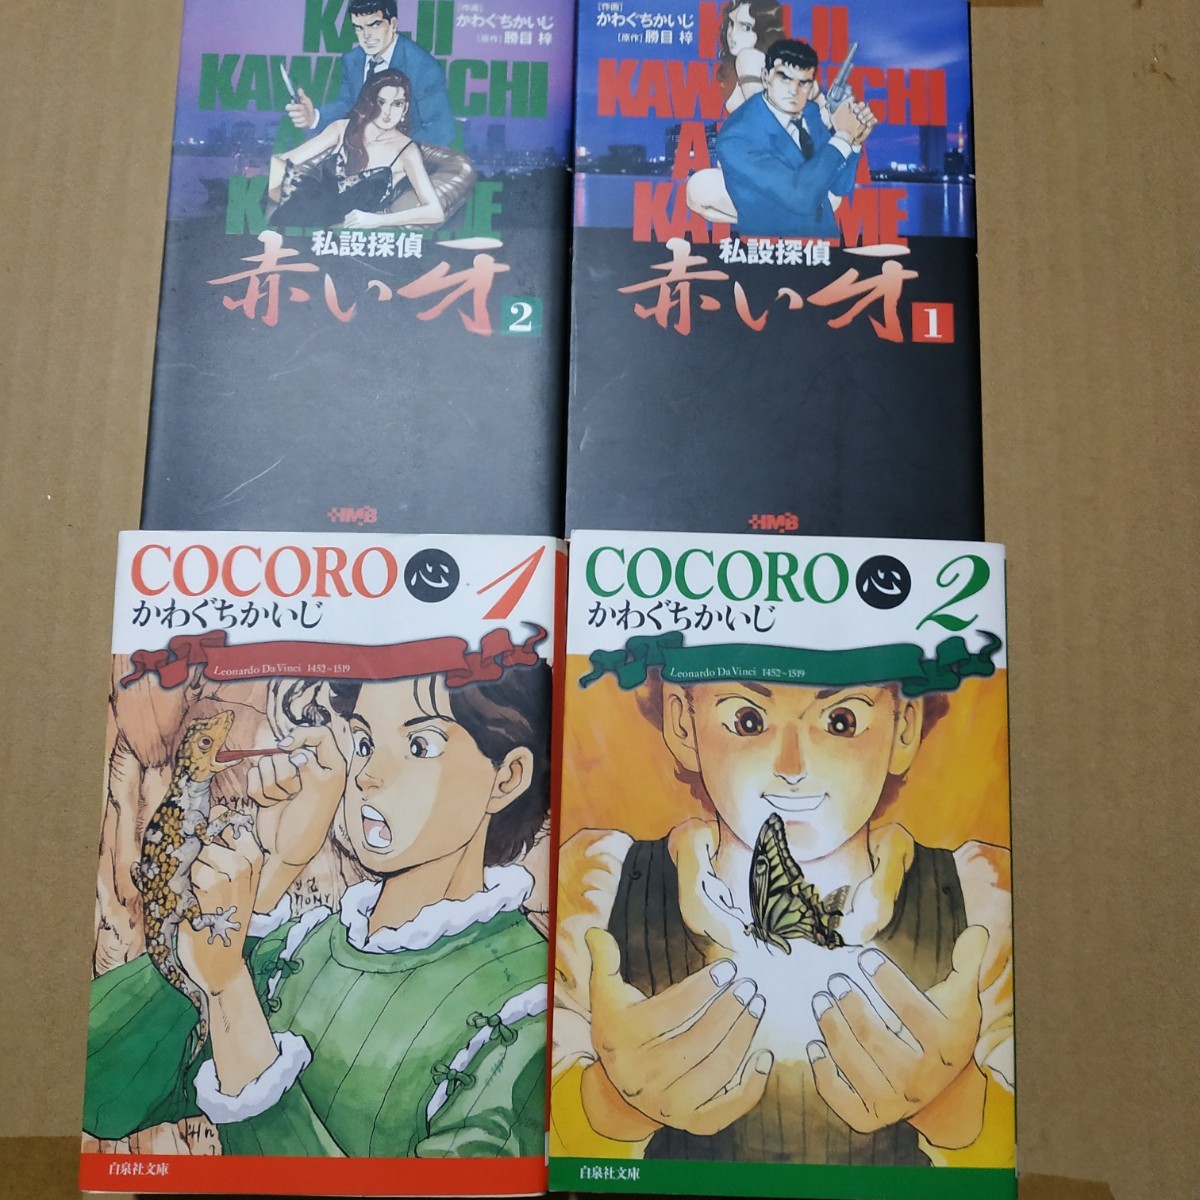 KAIJI
[作画]
かわぐちかいじ
[原作] 勝目 梓
私設探偵
赤い牙
2
HMB
[作画]
かわぐちかいじ
[原作] 勝目 梓
私設探偵
赤い牙
1
HMB
COCORO 心 1
かわぐちかいじ
Leonardo Da Vinci 1452~1519
白泉社文庫
COCORO 心 2
かわぐちかいじ
Leonardo Da Vinci 1452~1519
白泉社文庫